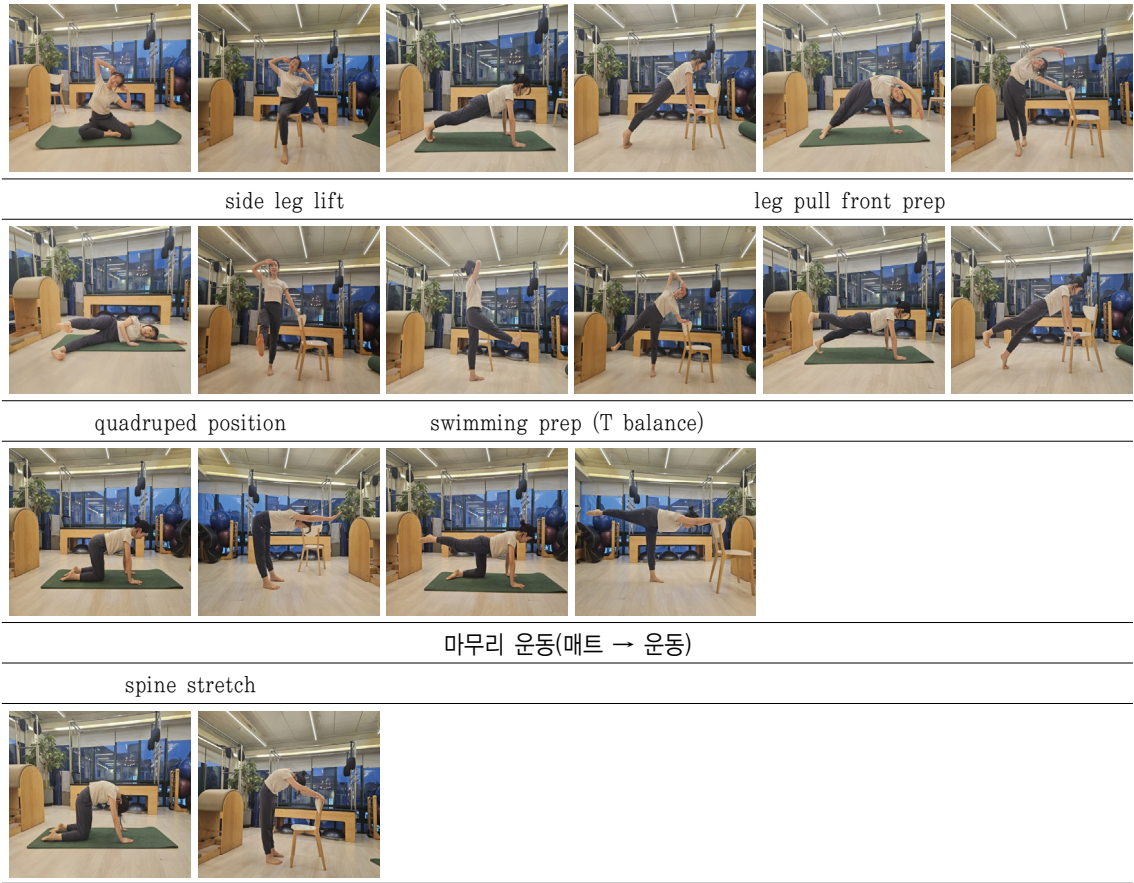 side leg lift
leg pull front prep
quadruped position
swimming prep (T balance)
마무리 운동(매트 → 운동)
spine stretch